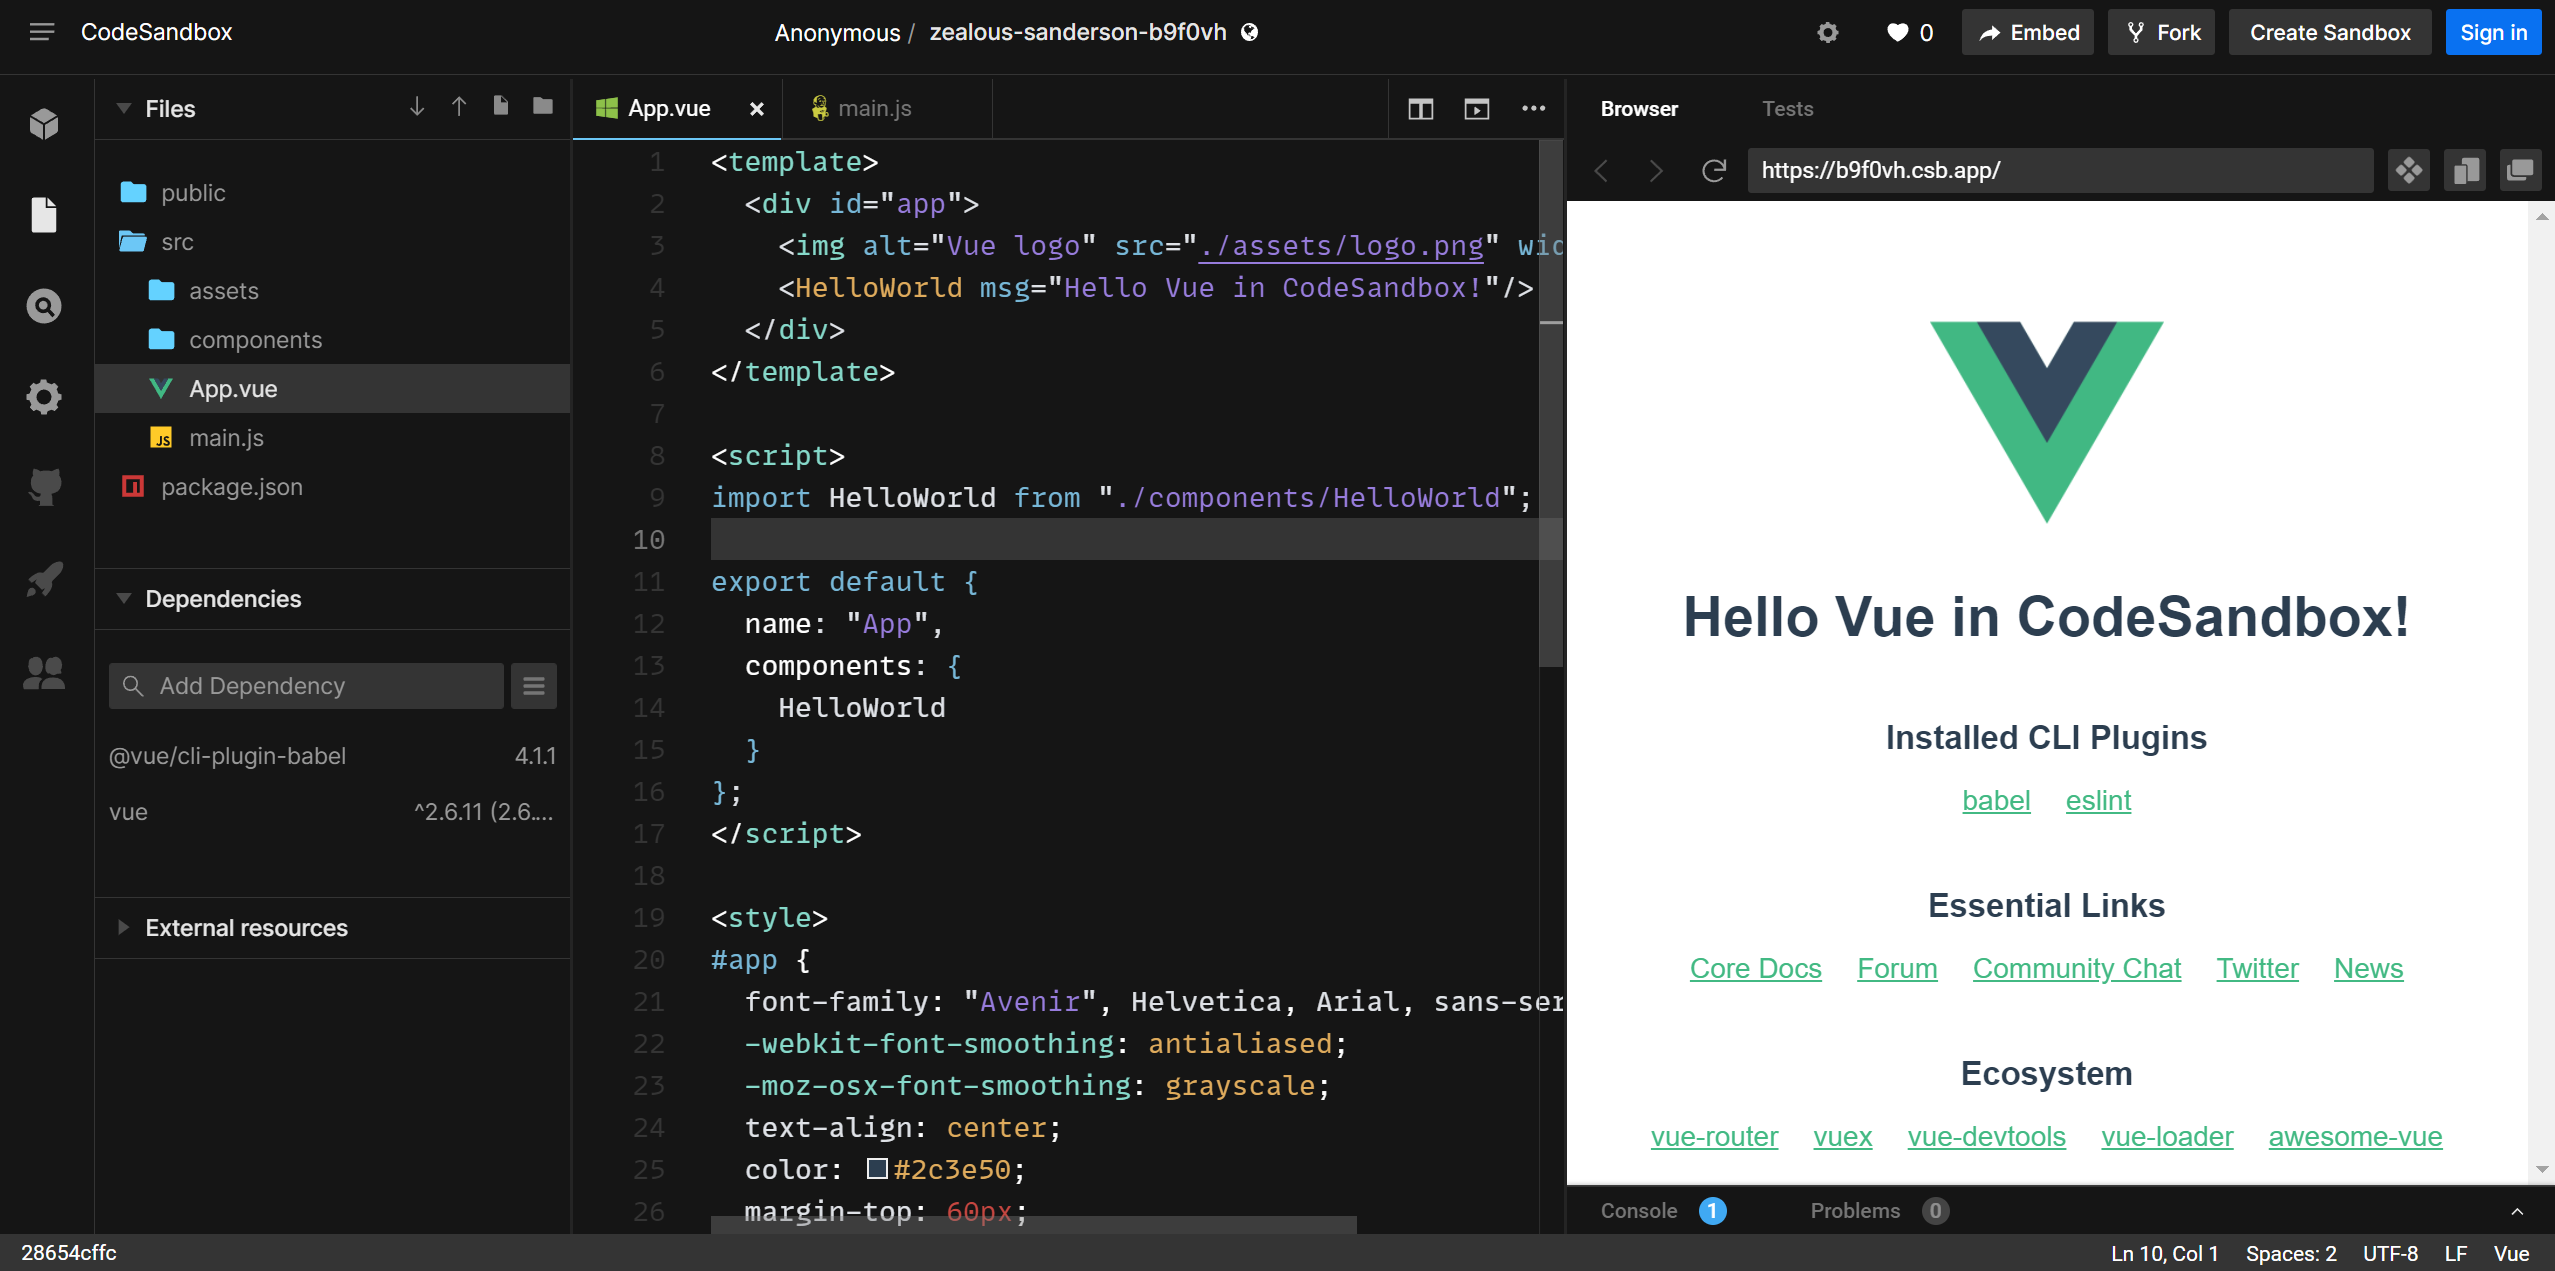 CodeSandbox
Anonymous / zealous-sanderson-b9f0vh
0
Embed
Fork
Create Sandbox
Sign in
Files
public
src
assets
components
App.vue
JS main.js
package.json
Dependencies
Add Dependency
@vue/cli-plugin-babel 4.1.1
vue ^2.6.11 (2.6....
External resources
App.vue
main.js
1 <template>
2 <div id="app">
3 <img alt="Vue logo" src="./assets/logo.png" wid
4 <HelloWorld msg="Hello Vue in CodeSandbox!"/>
5 </div>
6 </template>
7
8 <script>
9 import HelloWorld from "./components/HelloWorld";
10
11 export default {
12 name: "App",
13 components: {
14 HelloWorld
15 }
16 };
17 </script>
18
19 <style>
20 #app {
21 font-family: "Avenir", Helvetica, Arial, sans-ser
22 -webkit-font-smoothing: antialiased;
23 -moz-osx-font-smoothing: grayscale;
24 text-align: center;
25 color: #2c3e50;
26 margin-top: 60px;
Browser Tests
https://b9f0vh.csb.app/
Hello Vue in CodeSandbox!
Installed CLI Plugins
babel eslint
Essential Links
Core Docs Forum Community Chat Twitter News
Ecosystem
vue-router vuex vue-devtools vue-loader awesome-vue
Console 1 Problems 0
28654cffc
Ln 10, Col 1 Spaces: 2 UTF-8 LF Vue